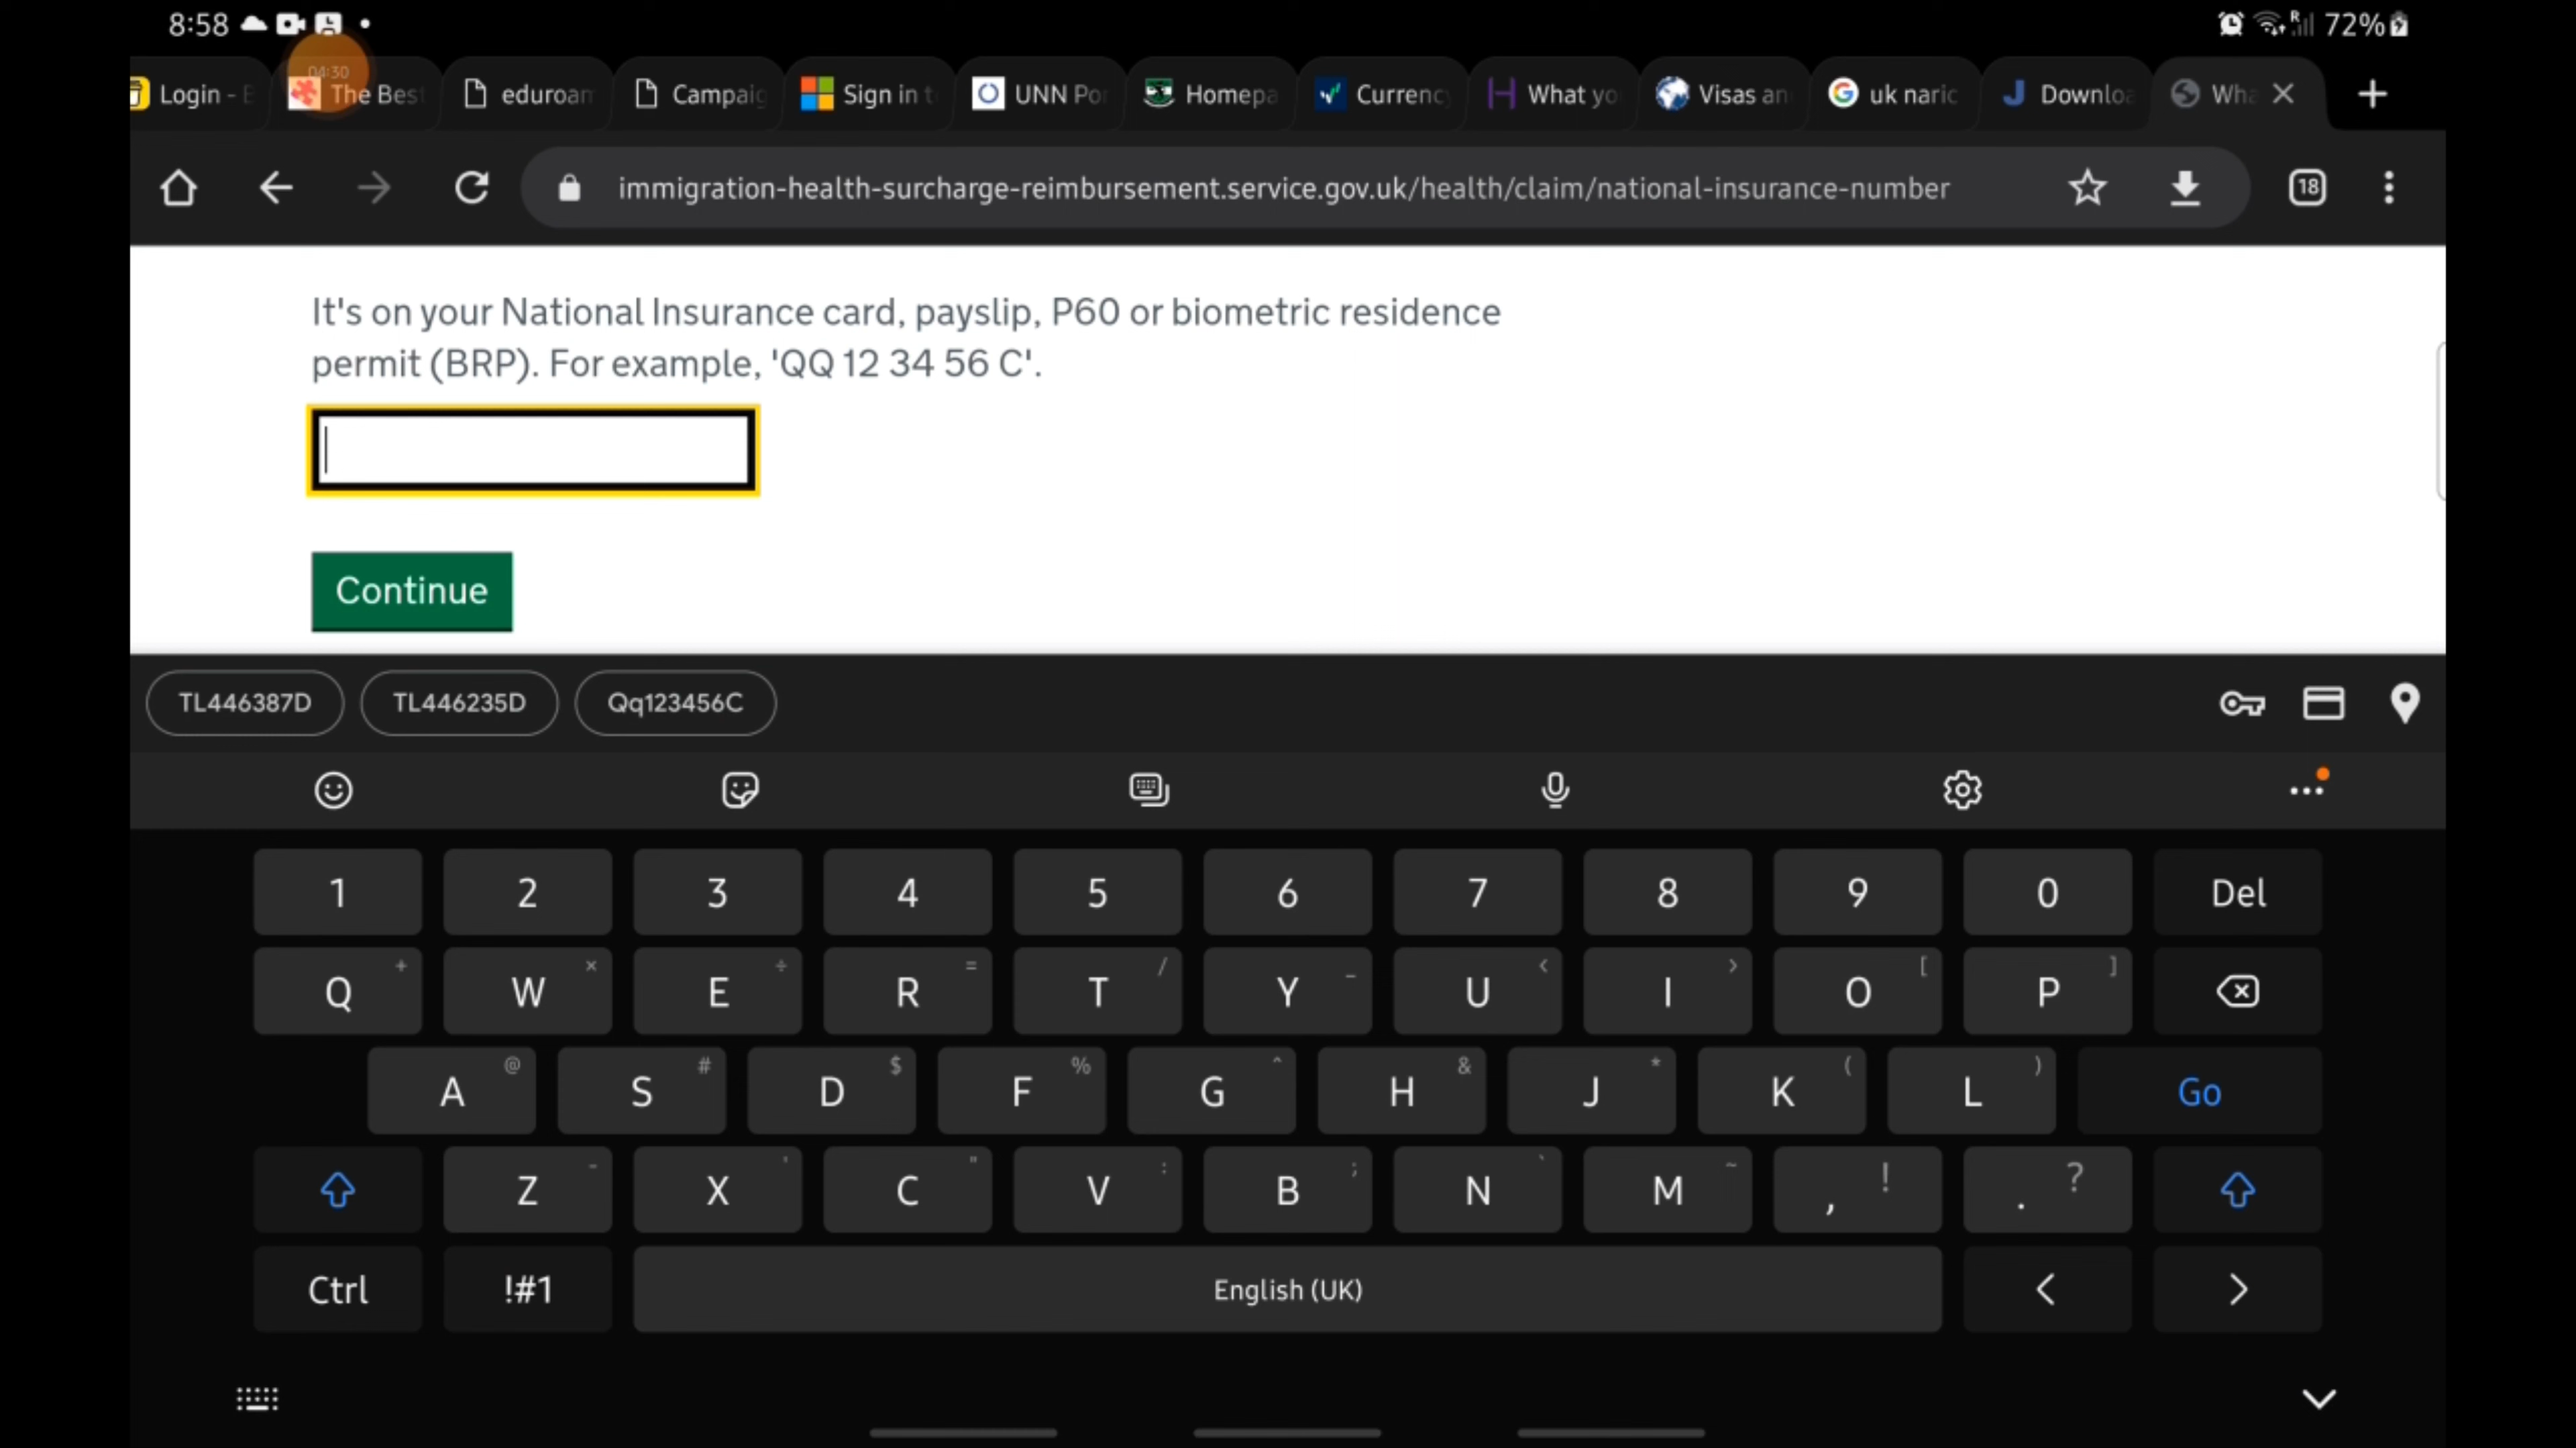 8:58 72%
04:30
Login - E The Best eduroam Campaig Sign in t UNN Po Homepa Currenc What yo Visas an uk naric Downloa Wha
immigration-health-surcharge-reimbursement.service.gov.uk/health/claim/national-insurance-number 18
It's on your National Insurance card, payslip, P60 or biometric residence
permit (BRP). For example, 'QQ 12 34 56 C'.
Continue
TL446387D TL446235D Qq123456C
1 2 3 4 5 6 7 8 9 0 Del
Q + W × E ÷ R = T / Y _ U < I > O [ P ]
A @ S # D $ F % G ^ H & J * K ( L ) Go
Z - X ' C " V : B ; N ` M ~ , ! . ?
Ctrl !#1 English (UK) < >